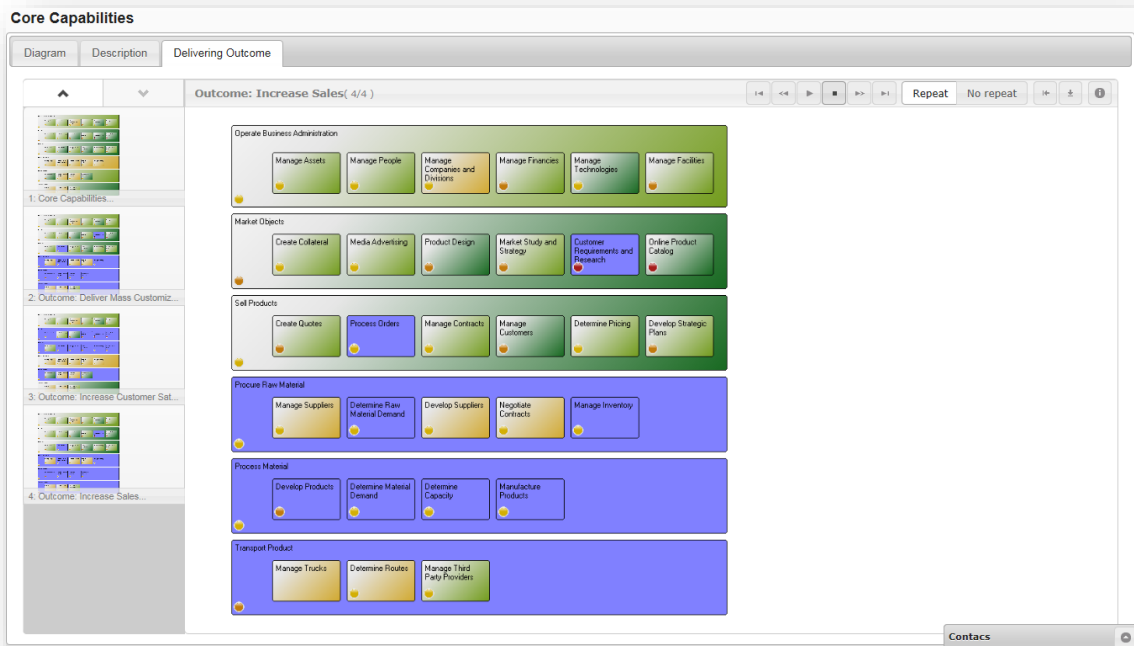 Core Capabilities
Diagram
Description
Delivering Outcome
Outcome: Increase Sales( 4/4 )
Repeat
No repeat
1: Core Capabilities...
2: Outcome: Deliver Mass Customiz...
3: Outcome: Increase Customer Sat...
4: Outcome: Increase Sales...
Operate Business Administration
Manage Assets
Manage People
Manage
Companies and
Divisions
Manage Financies
Manage
Technologies
Manage Facilities
Market Objects
Create Collateral
Media Advertising
Product Design
Market Study and
Strategy
Customer
Requirements and
Research
Online Product
Catalog
Sell Products
Create Quotes
Process Orders
Manage Contracts
Manage
Customers
Determine Pricing
Develop Strategic
Plans
Procure Raw Material
Manage Suppliers
Determine Raw
Material Demand
Develop Suppliers
Negotiate
Contracts
Manage Inventory
Process Material
Develop Products
Determine Material
Demand
Determine
Capacity
Manufacture
Products
Transport Product
Manage Trucks
Determine Routes
Manage Third
Party Providers
Contacs